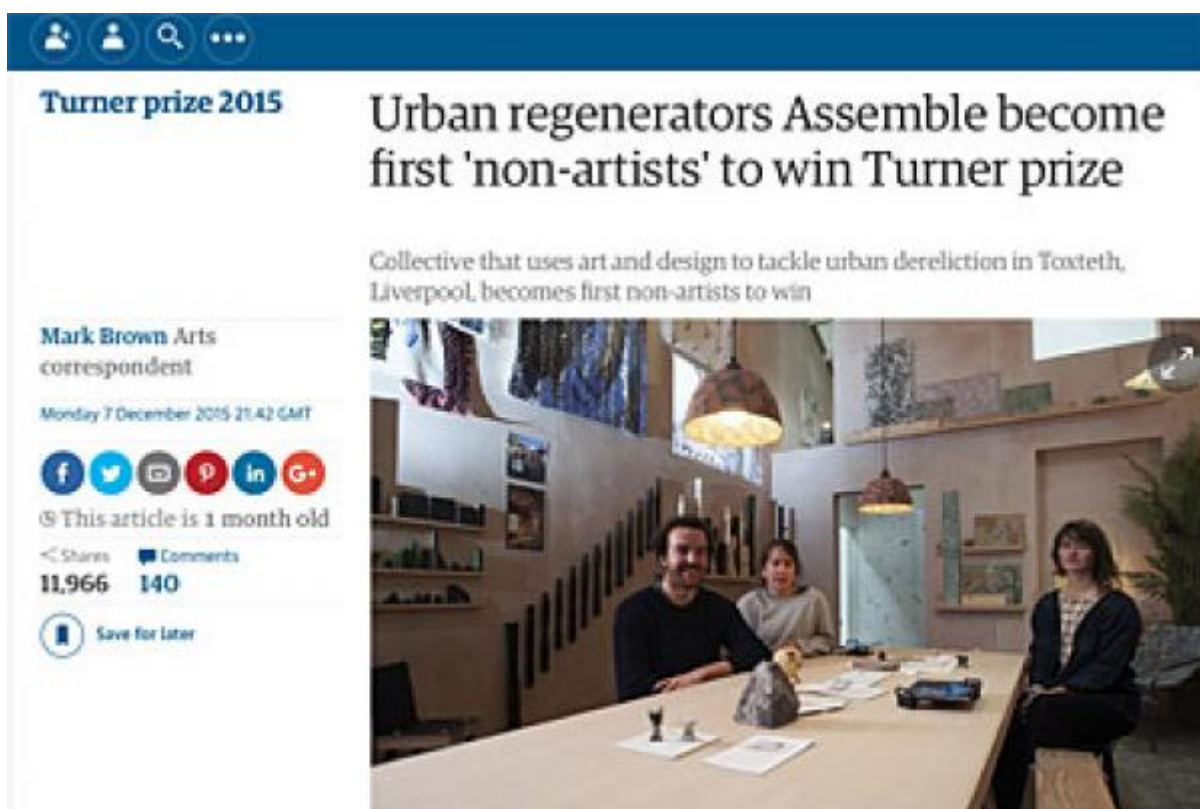 Turner prize 2015
Urban regenerators Assemble become
first 'non-artists' to win Turner prize
Collective that uses art and design to tackle urban dereliction in Toxteth,
Liverpool, becomes first non-artists to win
Mark Brown Arts
correspondent
Monday 7 December 2015 21.42 GMT
This article is 1 month old
Shares Comments
11,966 140
Save for later